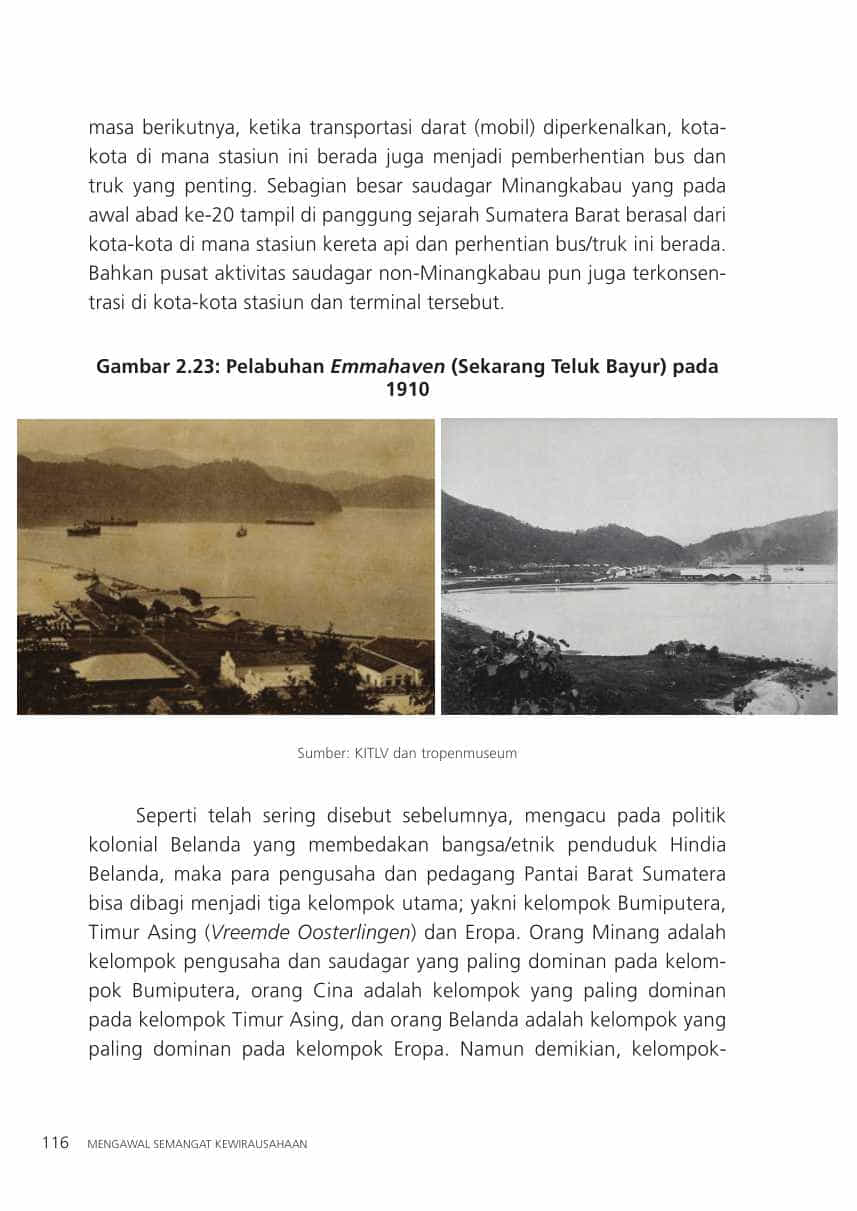 masa berikutnya, ketika transportasi darat (mobil) diperkenalkan, kota-
kota di mana stasiun ini berada juga menjadi pemberhentian bus dan
truk yang penting. Sebagian besar saudagar Minangkabau yang pada
awal abad ke-20 tampil di panggung sejarah Sumatera Barat berasal dari
kota-kota di mana stasiun kereta api dan perhentian bus/truk ini berada.
Bahkan pusat aktivitas saudagar non-Minangkabau pun juga terkonsen-
trasi di kota-kota stasiun dan terminal tersebut.
Gambar 2.23: Pelabuhan Emmahaven (Sekarang Teluk Bayur) pada
1910
Sumber: KITLV dan tropenmuseum
Seperti telah sering disebut sebelumnya, mengacu pada politik
kolonial Belanda yang membedakan bangsa/etnik penduduk Hindia
Belanda, maka para pengusaha dan pedagang Pantai Barat Sumatera
bisa dibagi menjadi tiga kelompok utama; yakni kelompok Bumiputera,
Timur Asing (Vreemde Oosterlingen) dan Eropa. Orang Minang adalah
kelompok pengusaha dan saudagar yang paling dominan pada kelom-
pok Bumiputera, orang Cina adalah kelompok yang paling dominan
pada kelompok Timur Asing, dan orang Belanda adalah kelompok yang
paling dominan pada kelompok Eropa. Namun demikian, kelompok-
116 MENGAWAL SEMANGAT KEWIRAUSAHAAN